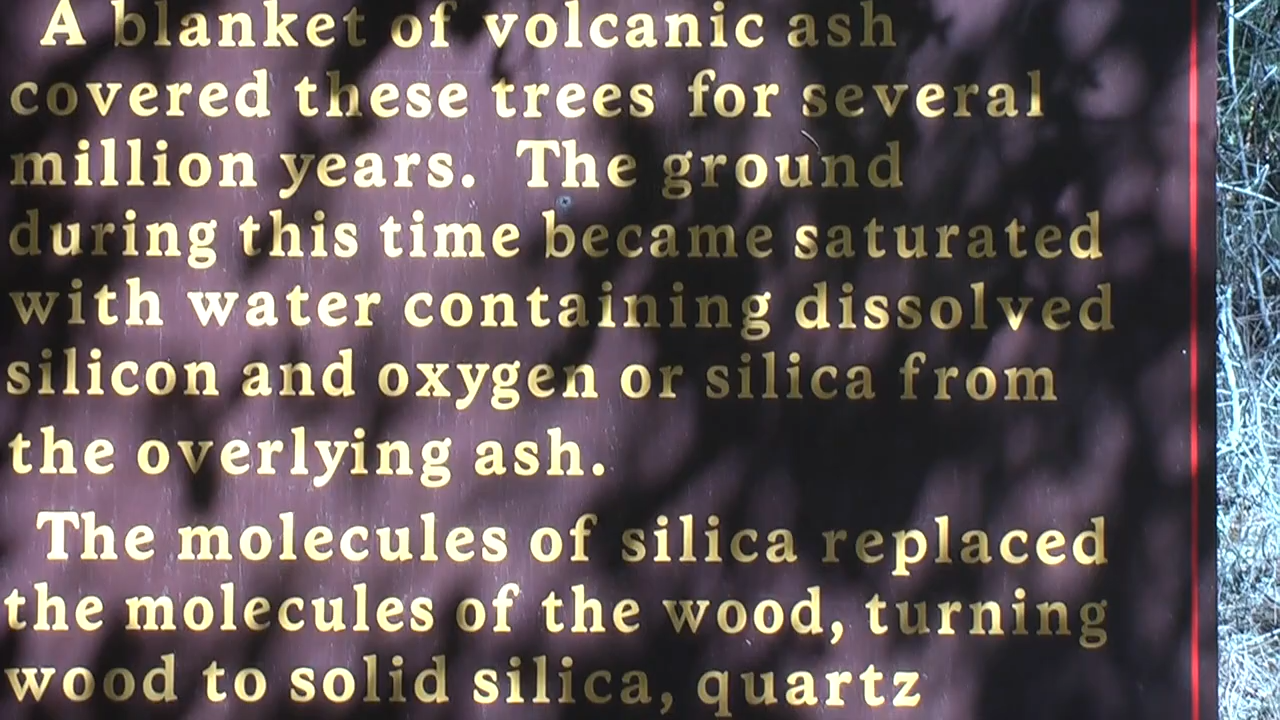 A blanket of volcanic ash
covered these trees for several
million years. The ground
during this time became saturated
with water containing dissolved
silicon and oxygen or silica from
the overlying ash.
The molecules of silica replaced
the molecules of the wood, turning
wood to solid silica, quartz